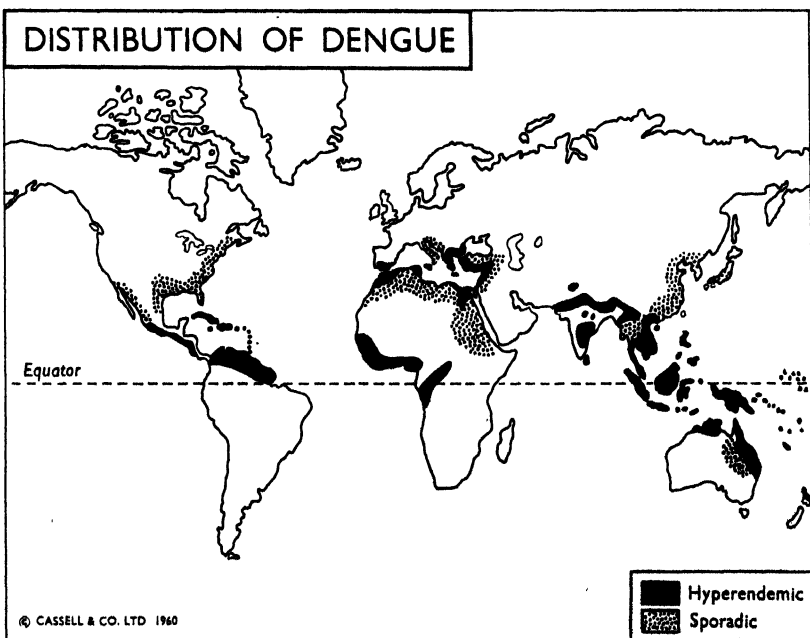 DISTRIBUTION OF DENGUE
Equator
Hyperendemic
Sporadic
© CASSELL & CO. LTD 1960